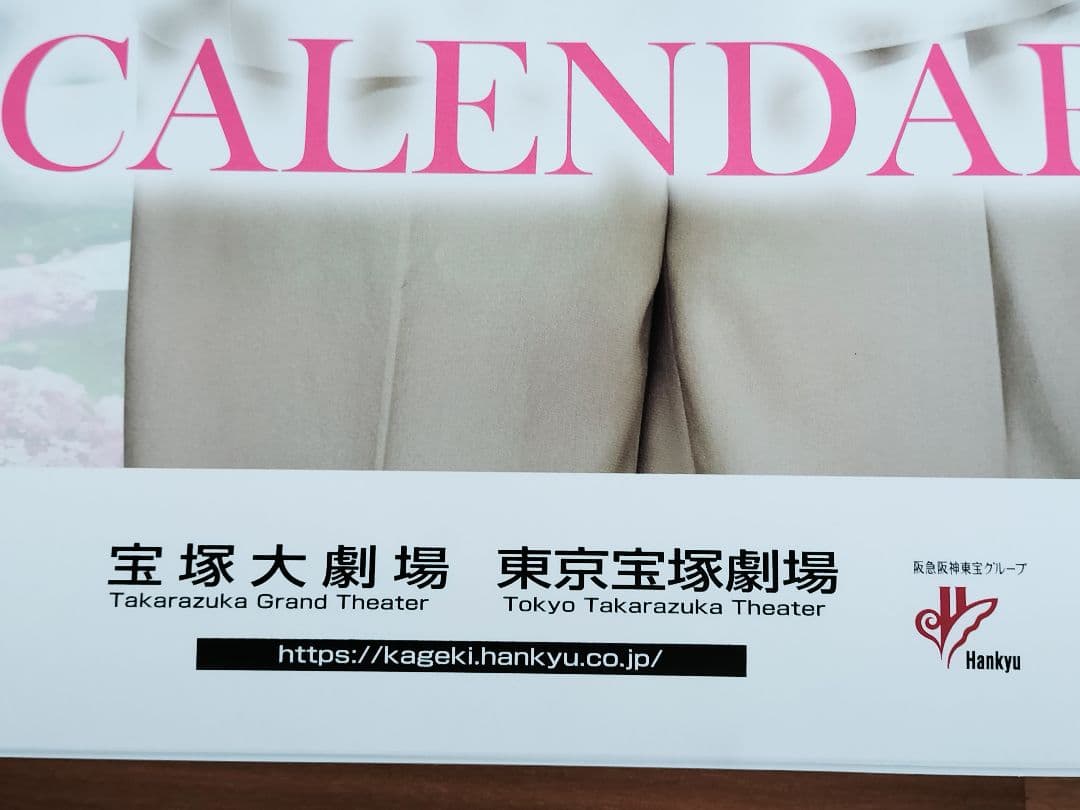 CALENDAR
宝塚大劇場 東京宝塚劇場
Takarazuka Grand Theater Tokyo Takarazuka Theater
https://kageki.hankyu.co.jp/
阪急阪神東宝グループ
Hankyu